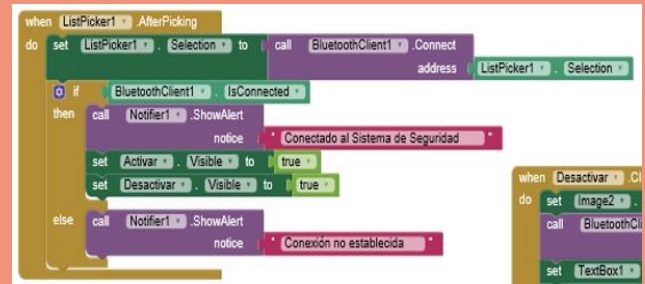 when ListPicker1 .AfterPicking
do set ListPicker1 . Selection to call BluetoothClient1 .Connect
address ListPicker1 . Selection
if BluetoothClient1 . IsConnected
then call Notifier1 .ShowAlert
notice " Conectado al Sistema de Seguridad "
set Activar . Visible to true
set Desactivar . Visible to true
else call Notifier1 .ShowAlert
notice " Conexión no establecida "
when Desactivar .Cl
do set Image2 .
call BluetoothCli
set TextBox1